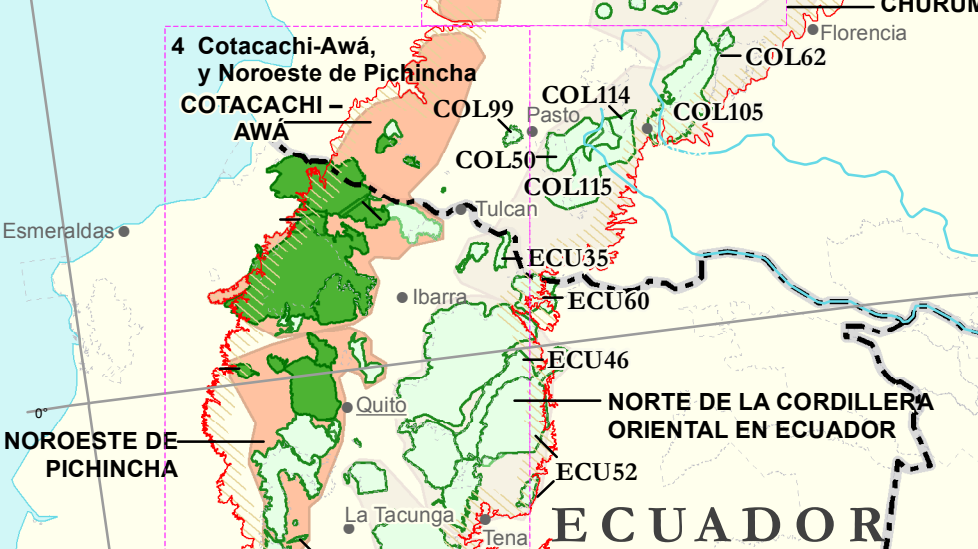 CHURUM
Florencia
4 Cotacachi-Awá,
y Noroeste de Pichincha
COL62
COTACACHI –
AWÁ
COL99
COL114
Pasto
COL105
COL50
COL115
Tulcan
Esmeraldas
ECU35
Ibarra
ECU60
ECU46
0°
Quito
NORTE DE LA CORDILLERA
ORIENTAL EN ECUADOR
NOROESTE DE
PICHINCHA
ECU52
La Tacunga
Tena
ECUADOR